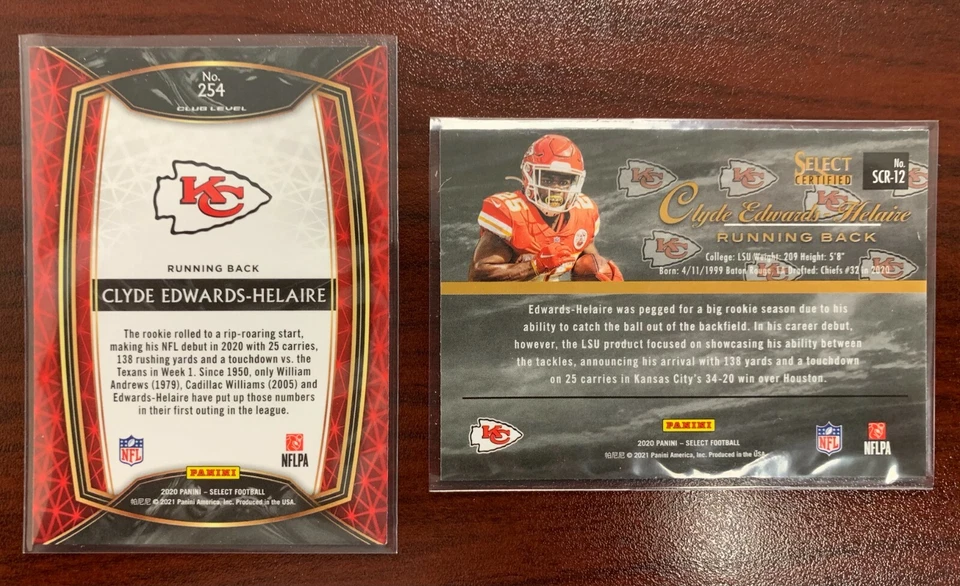 No.
254
CLUB LEVEL
KC
RUNNING BACK
CLYDE EDWARDS-HELAIRE
The rookie rolled to a rip-roaring start,
making his NFL debut in 2020 with 25 carries,
138 rushing yards and a touchdown vs. the
Texans in Week 1. Since 1950, only William
Andrews (1979), Cadillac Williams (2005) and
Edwards-Helaire have put up those numbers
in their first outing in the league.
NFL
NFLPA
PANINI
2020 PANINI – SELECT FOOTBALL
帕尼尼 © 2021 Panini America, Inc. Produced in the USA.
SELECT
CERTIFIED
No.
SCR-12
KC
KC
KC
KC
Clyde Edwards-Helaire
RUNNING BACK
College: LSU Weight: 209 Height: 5'8"
Born: 4/11/1999 Baton Rouge, La Drafted: Chiefs #32 in 2020
25
Edwards-Helaire was pegged for a big rookie season due to his
ability to catch the ball out of the backfield. In his career debut,
however, the LSU product focused on showcasing his ability between
the tackles, announcing his arrival with 138 yards and a touchdown
on 25 carries in Kansas City's 34-20 win over Houston.
KC
PANINI
2020 PANINI – SELECT FOOTBALL
帕尼尼 © 2021 Panini America, Inc. Produced in the USA.
NFL
NFLPA